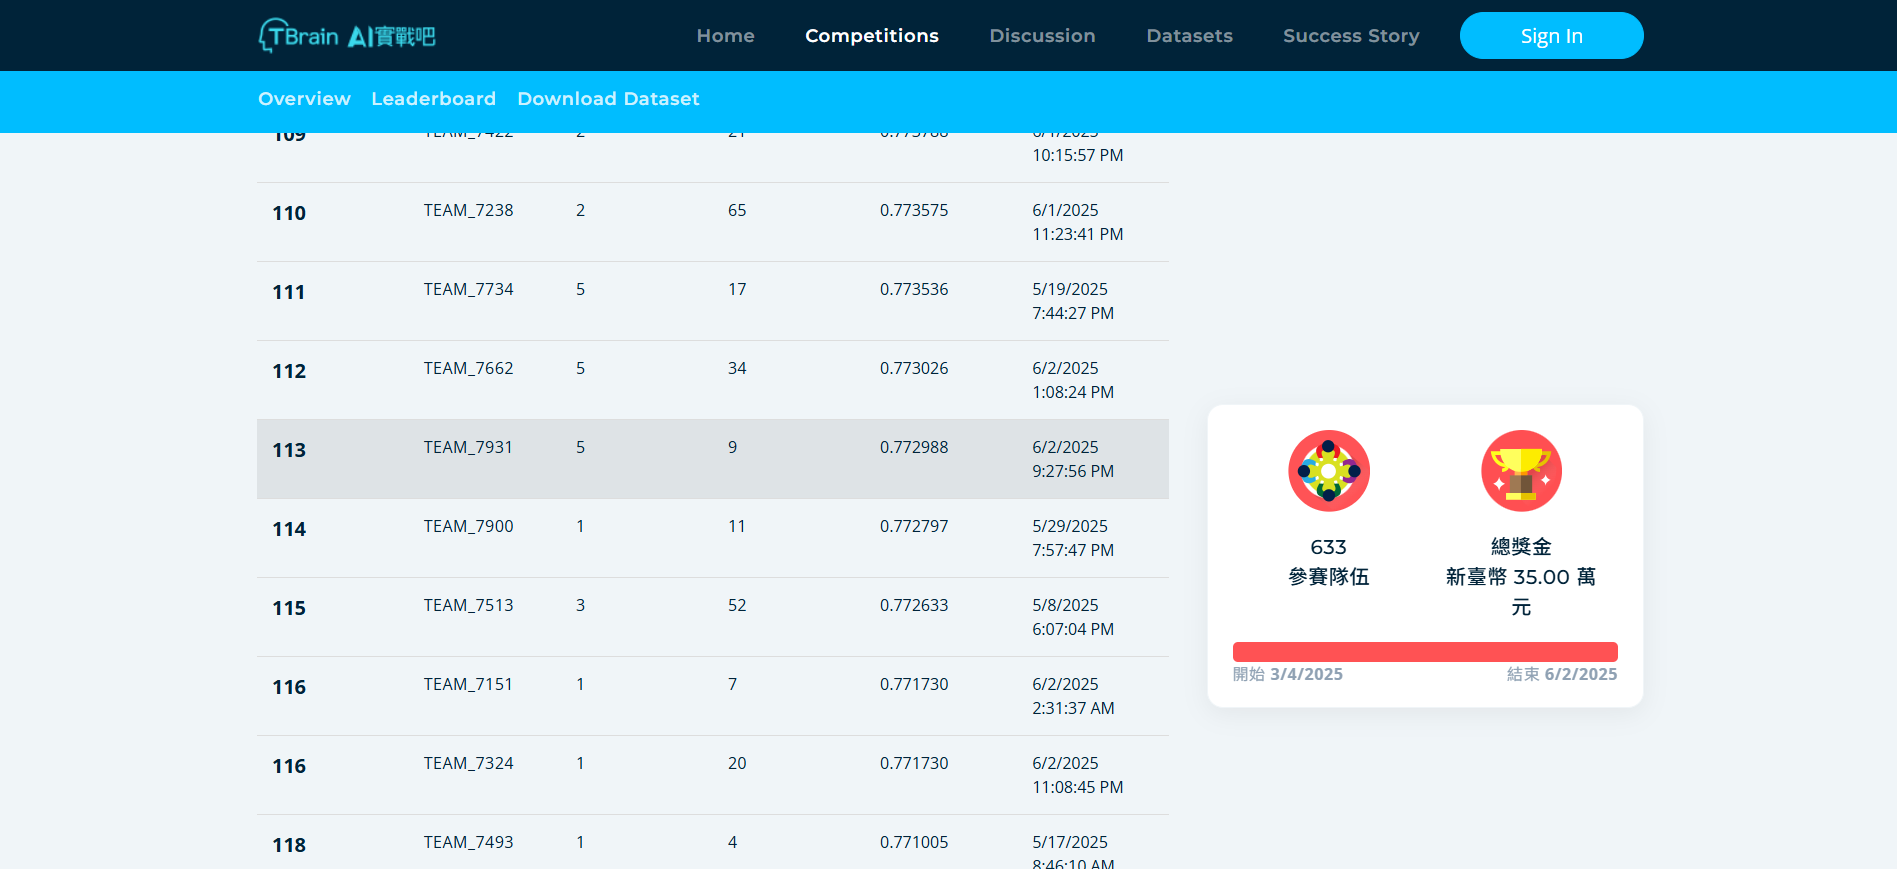 TBrain AI實戰吧
Home Competitions Discussion Datasets Success Story Sign In
Overview Leaderboard Download Dataset
109 TEAM_7422 2 21 0.773788 6/1/2025
10:15:57 PM
110 TEAM_7238 2 65 0.773575 6/1/2025
11:23:41 PM
111 TEAM_7734 5 17 0.773536 5/19/2025
7:44:27 PM
112 TEAM_7662 5 34 0.773026 6/2/2025
1:08:24 PM
113 TEAM_7931 5 9 0.772988 6/2/2025
9:27:56 PM
114 TEAM_7900 1 11 0.772797 5/29/2025
7:57:47 PM
115 TEAM_7513 3 52 0.772633 5/8/2025
6:07:04 PM
116 TEAM_7151 1 7 0.771730 6/2/2025
2:31:37 AM
116 TEAM_7324 1 20 0.771730 6/2/2025
11:08:45 PM
118 TEAM_7493 1 4 0.771005 5/17/2025
8:46:10 AM
633
參賽隊伍
總獎金
新臺幣 35.00 萬
元
開始 3/4/2025 結束 6/2/2025